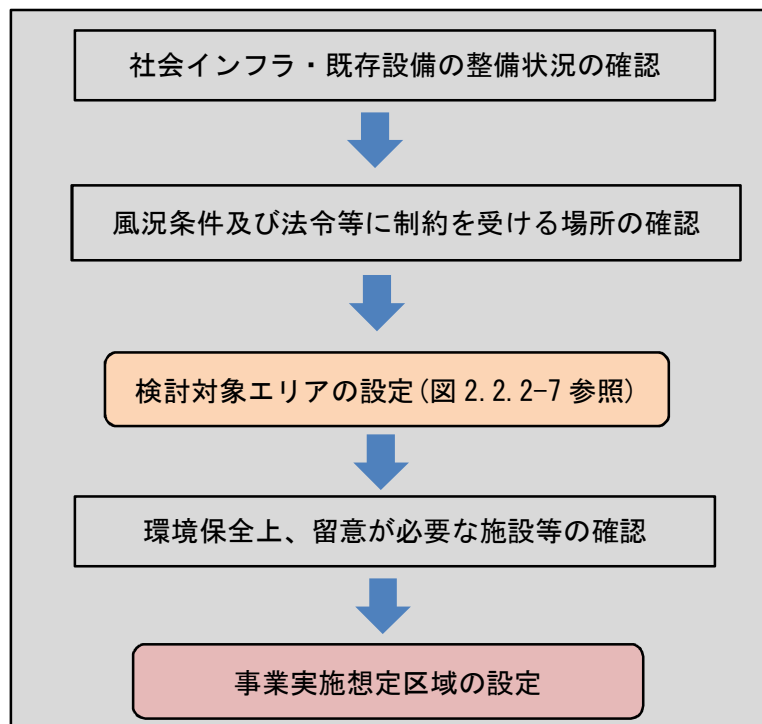 社会インフラ・既存設備の整備状況の確認
風況条件及び法令等に制約を受ける場所の確認
検討対象エリアの設定(図 2.2.2-7 参照)
環境保全上、留意が必要な施設等の確認
事業実施想定区域の設定